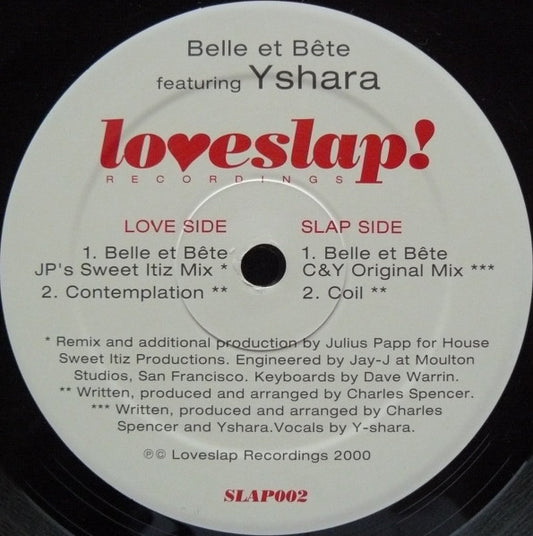 Belle et Bête
featuring Yshara
loveslap!
RECORDINGS
LOVE SIDE
1. Belle et Bête
JP's Sweet Itiz Mix *
2. Contemplation **
SLAP SIDE
1. Belle et Bête
C&Y Original Mix ***
2. Coil **
* Remix and additional production by Julius Papp for House
Sweet Itiz Productions. Engineered by Jay-J at Moulton
Studios, San Francisco. Keyboards by Dave Warrin.
** Written, produced and arranged by Charles Spencer.
*** Written, produced and arranged by Charles
Spencer and Yshara.Vocals by Y-shara.
℗© Loveslap Recordings 2000
SLAP002